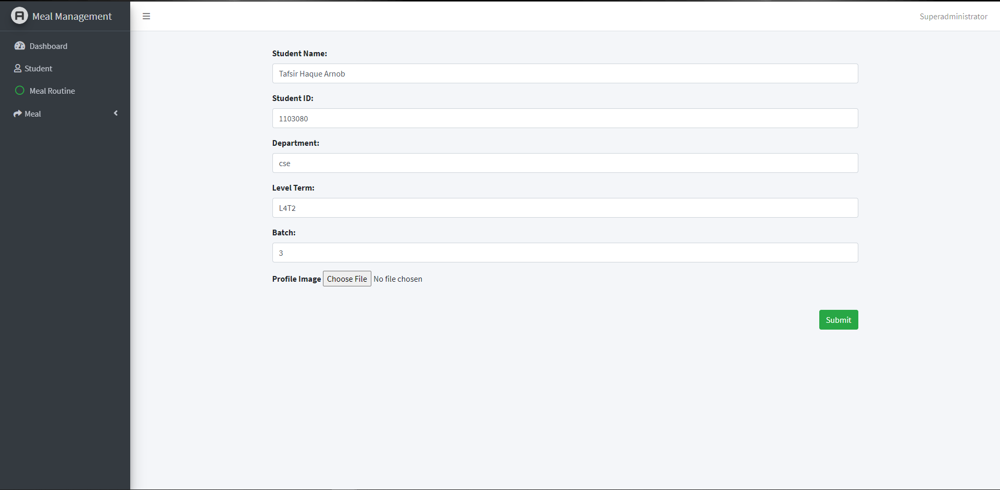 Meal Management
Superadministrator
Dashboard
Student
Meal Routine
Meal
Student Name:
Tafsir Haque Arnob
Student ID:
1103080
Department:
cse
Level Term:
L4T2
Batch:
3
Profile Image Choose File No file chosen
Submit